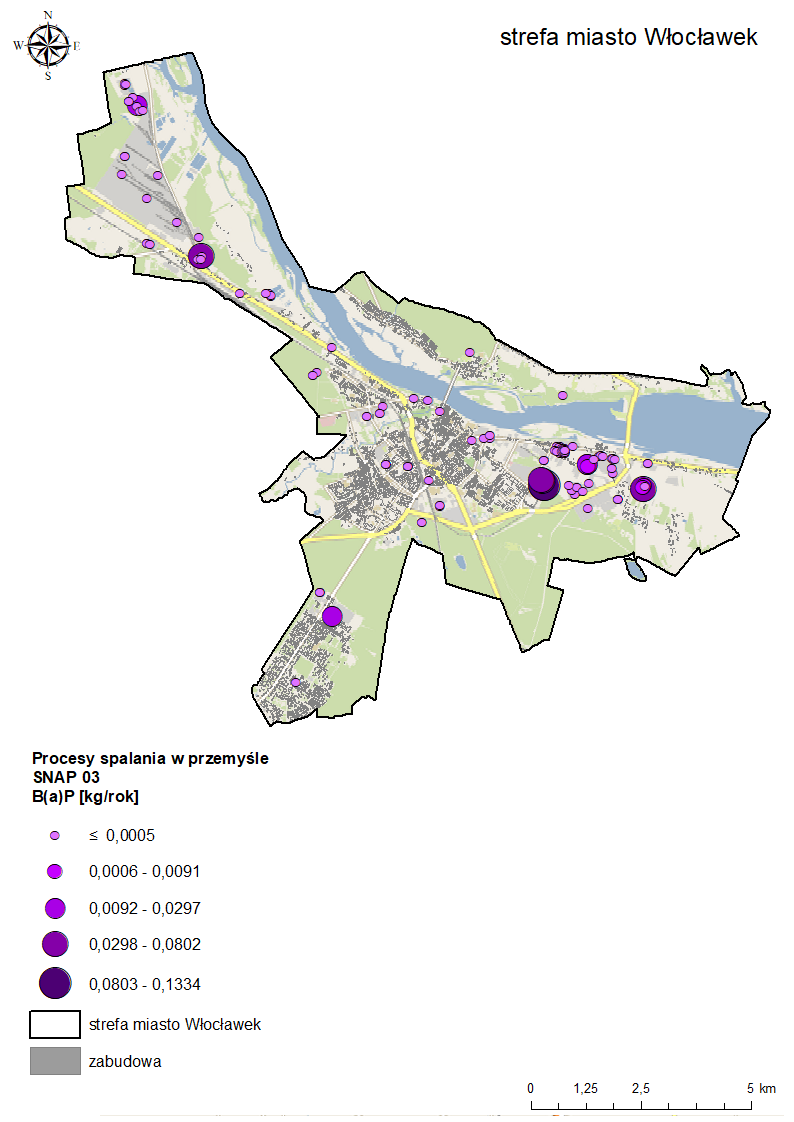 N
W E
S
strefa miasto Włocławek
Procesy spalania w przemyśle
SNAP 03
B(a)P [kg/rok]
≤ 0,0005
0,0006 - 0,0091
0,0092 - 0,0297
0,0298 - 0,0802
0,0803 - 0,1334
strefa miasto Włocławek
zabudowa
0 1,25 2,5 5 km